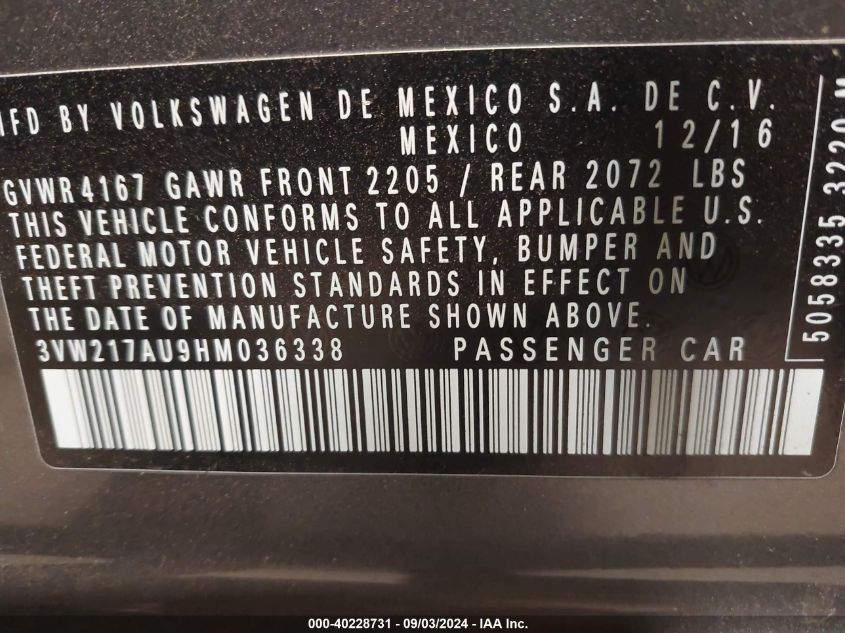 MFD BY VOLKSWAGEN DE MEXICO S.A. DE C.V.
MEXICO 12/16
GVWR 4167 GAWR FRONT 2205 / REAR 2072 LBS
THIS VEHICLE CONFORMS TO ALL APPLICABLE U.S.
FEDERAL MOTOR VEHICLE SAFETY, BUMPER AND
THEFT PREVENTION STANDARDS IN EFFECT ON
THE DATE OF MANUFACTURE SHOWN ABOVE.
3VW217AU9HM036338 PASSENGER CAR
5058335 3220 M
000-40228731 - 09/03/2024 - IAA Inc.